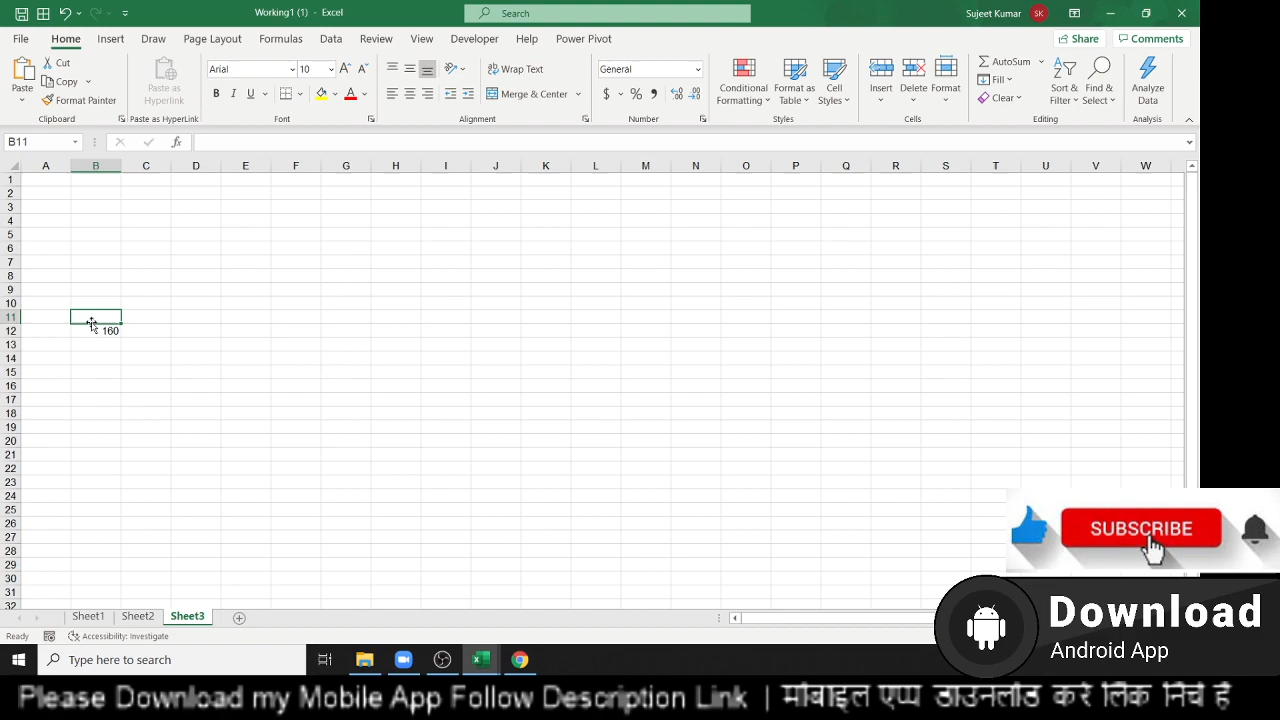 Working1 (1) - Excel
Search
Sujeet Kumar
SK
File Home Insert Draw Page Layout Formulas Data Review View Developer Help Power Pivot
Share
Comments
Paste
Cut
Copy
Format Painter
Clipboard
Paste as Hyperlink
Paste as HyperLink
Arial
10
B I U
Font
Wrap Text
Merge & Center
Alignment
General
$ % ,
Number
Conditional Formatting
Format as Table
Cell Styles
Styles
Insert
Delete
Format
Cells
AutoSum
Fill
Clear
Sort & Filter
Find & Select
Editing
Analyze Data
Analysis
B11
fx
A B C D E F G H I J K L M N O P Q R S T U V W
1
2
3
4
5
6
7
8
9
10
11
12 160
13
14
15
16
17
18
19
20
21
22
23
24
25
26
27
28
29
30
31
32
SUBSCRIBE
Sheet1 Sheet2 Sheet3
Ready
Accessibility: Investigate
Download
Android App
Type here to search
Please Download my Mobile App Follow Description Link | मोबाइल एप्प डाउनलोड करे लिंक निचे है